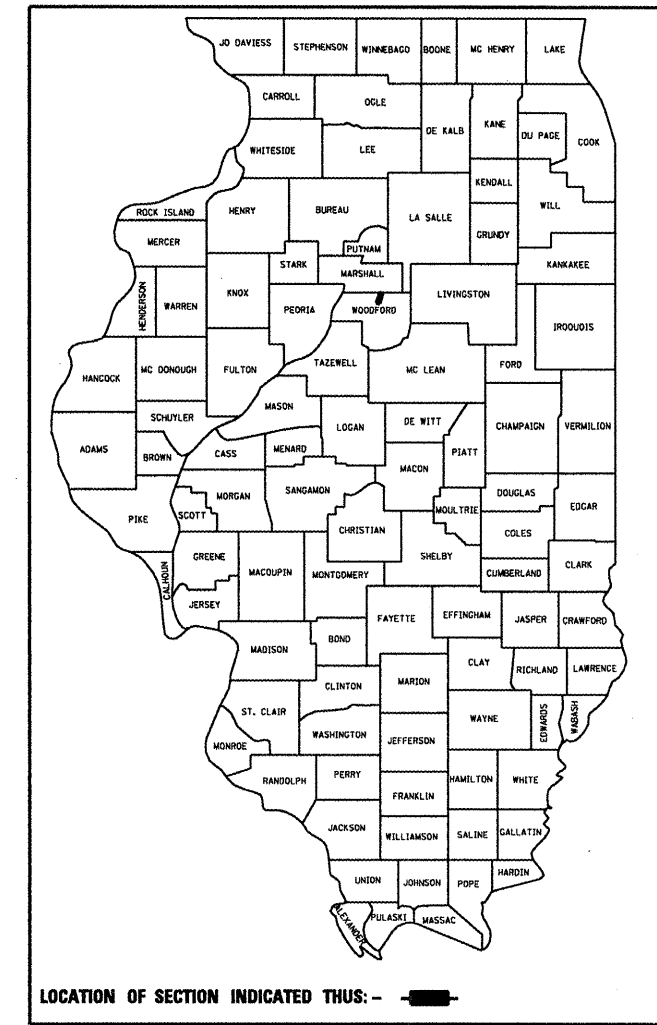 JO DAVIESS
STEPHENSON
WINNEBAGO
BOONE
MC HENRY
LAKE
CARROLL
OGLE
DE KALB
KANE
DU PAGE
COOK
WHITESIDE
LEE
KENDALL
WILL
ROCK ISLAND
HENRY
BUREAU
LA SALLE
GRUNDY
MERCER
PUTNAM
STARK
MARSHALL
KANKAKEE
HENDERSON
WARREN
KNOX
PEORIA
WOODFORD
LIVINGSTON
IROQUOIS
HANCOCK
MC DONOUGH
FULTON
TAZEWELL
MC LEAN
FORD
SCHUYLER
MASON
LOGAN
DE WITT
CHAMPAIGN
VERMILION
ADAMS
BROWN
CASS
MENARD
PIATT
MACON
PIKE
SCOTT
MORGAN
SANGAMON
DOUGLAS
EDGAR
CHRISTIAN
MOULTRIE
COLES
CALHOUN
GREENE
MACOUPIN
MONTGOMERY
SHELBY
CUMBERLAND
CLARK
JERSEY
FAYETTE
EFFINGHAM
JASPER
CRAWFORD
MADISON
BOND
CLAY
RICHLAND
LAWRENCE
CLINTON
MARION
ST. CLAIR
WAYNE
EDWARDS
WABASH
WASHINGTON
JEFFERSON
MONROE
RANDOLPH
PERRY
HAMILTON
WHITE
FRANKLIN
JACKSON
WILLIAMSON
SALINE
GALLATIN
UNION
JOHNSON
POPE
HARDIN
ALEXANDER
PULASKI
MASSAC
LOCATION OF SECTION INDICATED THUS: -